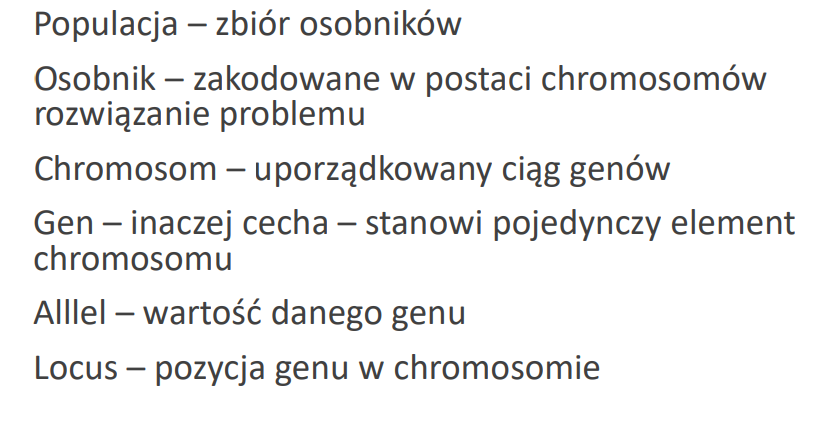 Populacja – zbiór osobników
Osobnik – zakodowane w postaci chromosomów
rozwiązanie problemu
Chromosom – uporządkowany ciąg genów
Gen – inaczej cecha – stanowi pojedynczy element
chromosomu
Alllel – wartość danego genu
Locus – pozycja genu w chromosomie